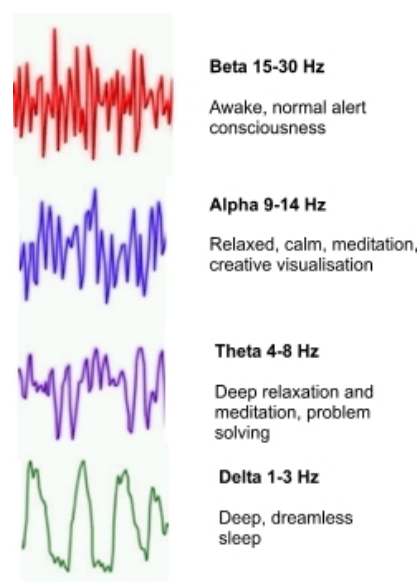 Beta 15-30 Hz
Awake, normal alert
consciousness
Alpha 9-14 Hz
Relaxed, calm, meditation,
creative visualisation
Theta 4-8 Hz
Deep relaxation and
meditation, problem
solving
Delta 1-3 Hz
Deep, dreamless
sleep